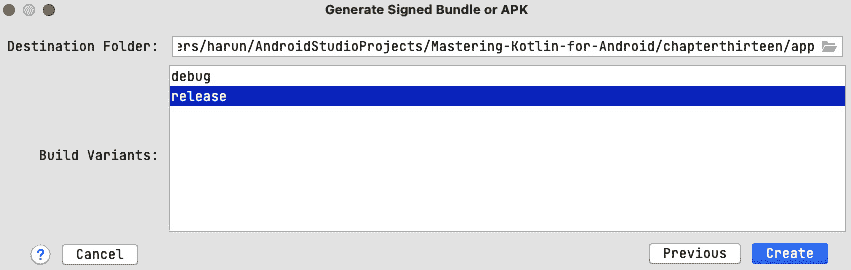 Generate Signed Bundle or APK
Destination Folder: ers/harun/AndroidStudioProjects/Mastering-Kotlin-for-Android/chapterthirteen/app
debug
release
Build Variants:
? Cancel Previous Create